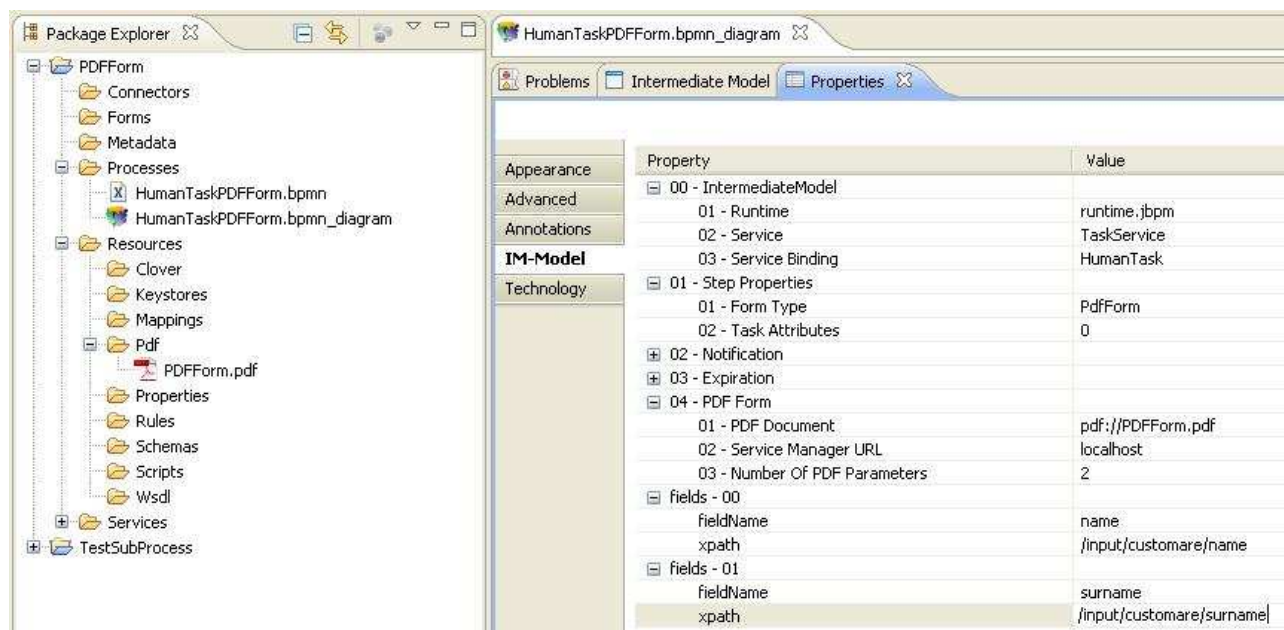 Package Explorer
PDFForm
Connectors
Forms
Metadata
Processes
HumanTaskPDFForm.bpmn
HumanTaskPDFForm.bpmn_diagram
Resources
Clover
Keystores
Mappings
Pdf
PDFForm.pdf
Properties
Rules
Schemas
Scripts
Wsdl
Services
TestSubProcess
HumanTaskPDFForm.bpmn_diagram
Problems Intermediate Model Properties
Appearance
Advanced
Annotations
IM-Model
Technology
Property Value
00 - IntermediateModel
01 - Runtime runtime.jbpm
02 - Service TaskService
03 - Service Binding HumanTask
01 - Step Properties
01 - Form Type PdfForm
02 - Task Attributes 0
02 - Notification
03 - Expiration
04 - PDF Form
01 - PDF Document pdf://PDFForm.pdf
02 - Service Manager URL localhost
03 - Number Of PDF Parameters 2
fields - 00
fieldName name
xpath /input/customare/name
fields - 01
fieldName surname
xpath /input/customare/surname